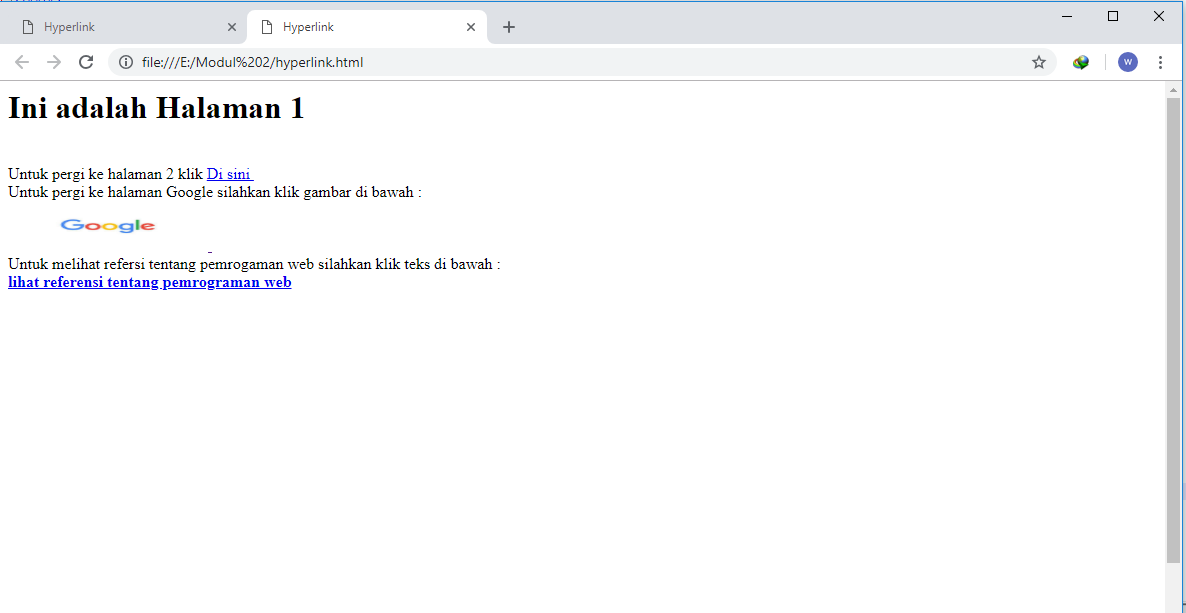 Hyperlink
Hyperlink
file:///E:/Modul%202/hyperlink.html
W
Ini adalah Halaman 1
Untuk pergi ke halaman 2 klik Di sini
Untuk pergi ke halaman Google silahkan klik gambar di bawah :
Google
Untuk melihat refersi tentang pemrogaman web silahkan klik teks di bawah :
lihat referensi tentang pemrograman web